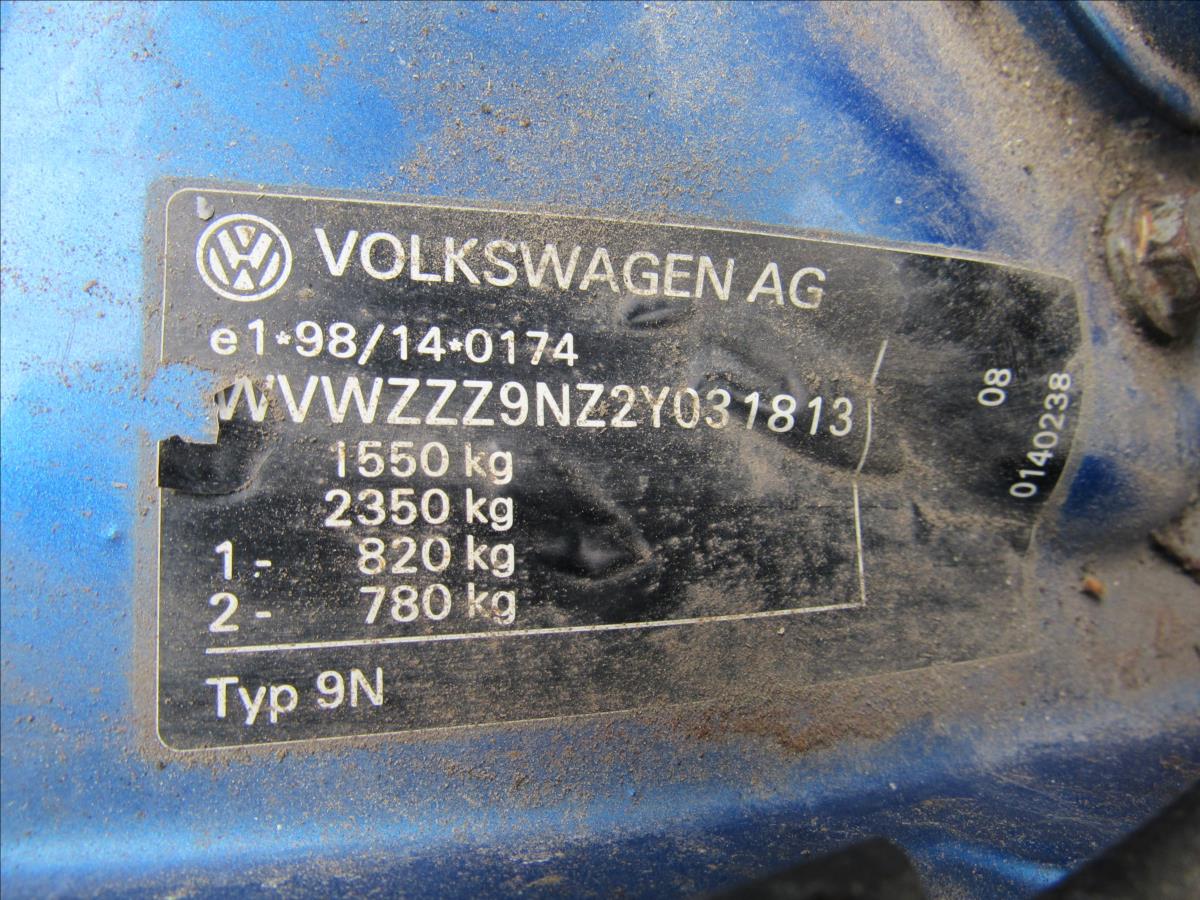 VOLKSWAGEN AG
e1*98/14*0174
WVWZZZ9NZ2Y031813
1550 kg
2350 kg
1- 820 kg
2- 780 kg
Typ 9N
08
01402238